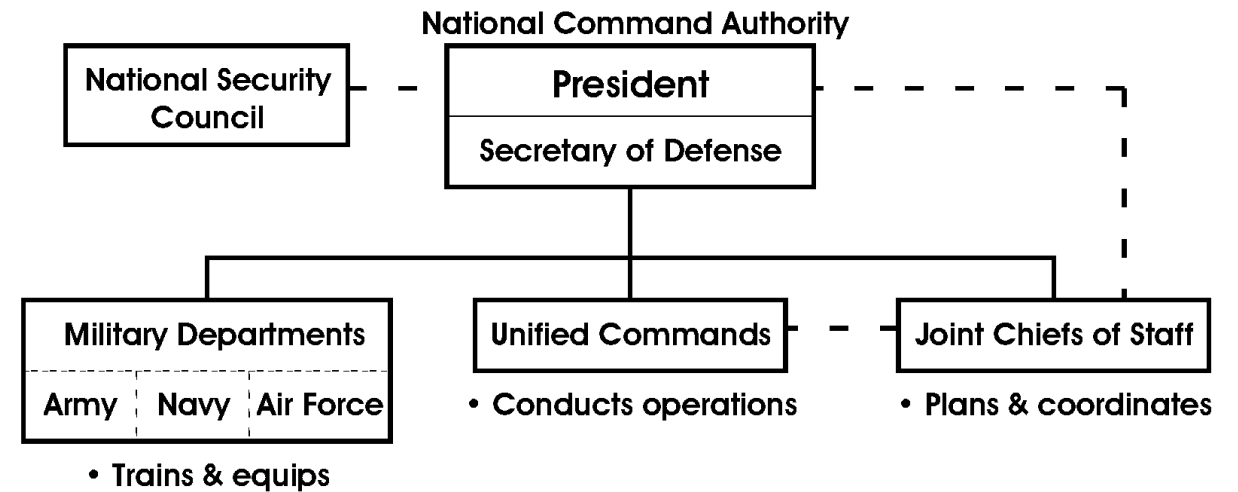 National Command Authority
National Security
Council
President
Secretary of Defense
Military Departments
Army Navy Air Force
• Trains & equips
Unified Commands
• Conducts operations
Joint Chiefs of Staff
• Plans & coordinates